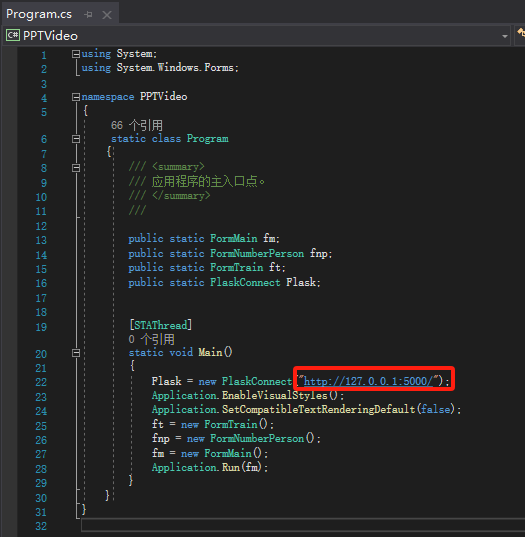 Program.cs
C# PPTVideo
1 using System;
2 using System.Windows.Forms;
3
4 namespace PPTVideo
5 {
66 个引用
6 static class Program
7 {
8 /// <summary>
9 /// 应用程序的主入口点。
10 /// </summary>
11 ///
12
13 public static FormMain fm;
14 public static FormNumberPerson fnp;
15 public static FormTrain ft;
16 public static FlaskConnect Flask;
17
18
19 [STAThread]
0 个引用
20 static void Main()
21 {
22 Flask = new FlaskConnect("http://127.0.0.1:5000/");
23 Application.EnableVisualStyles();
24 Application.SetCompatibleTextRenderingDefault(false);
25 ft = new FormTrain();
26 fnp = new FormNumberPerson();
27 fm = new FormMain();
28 Application.Run(fm);
29 }
30 }
31 }
32